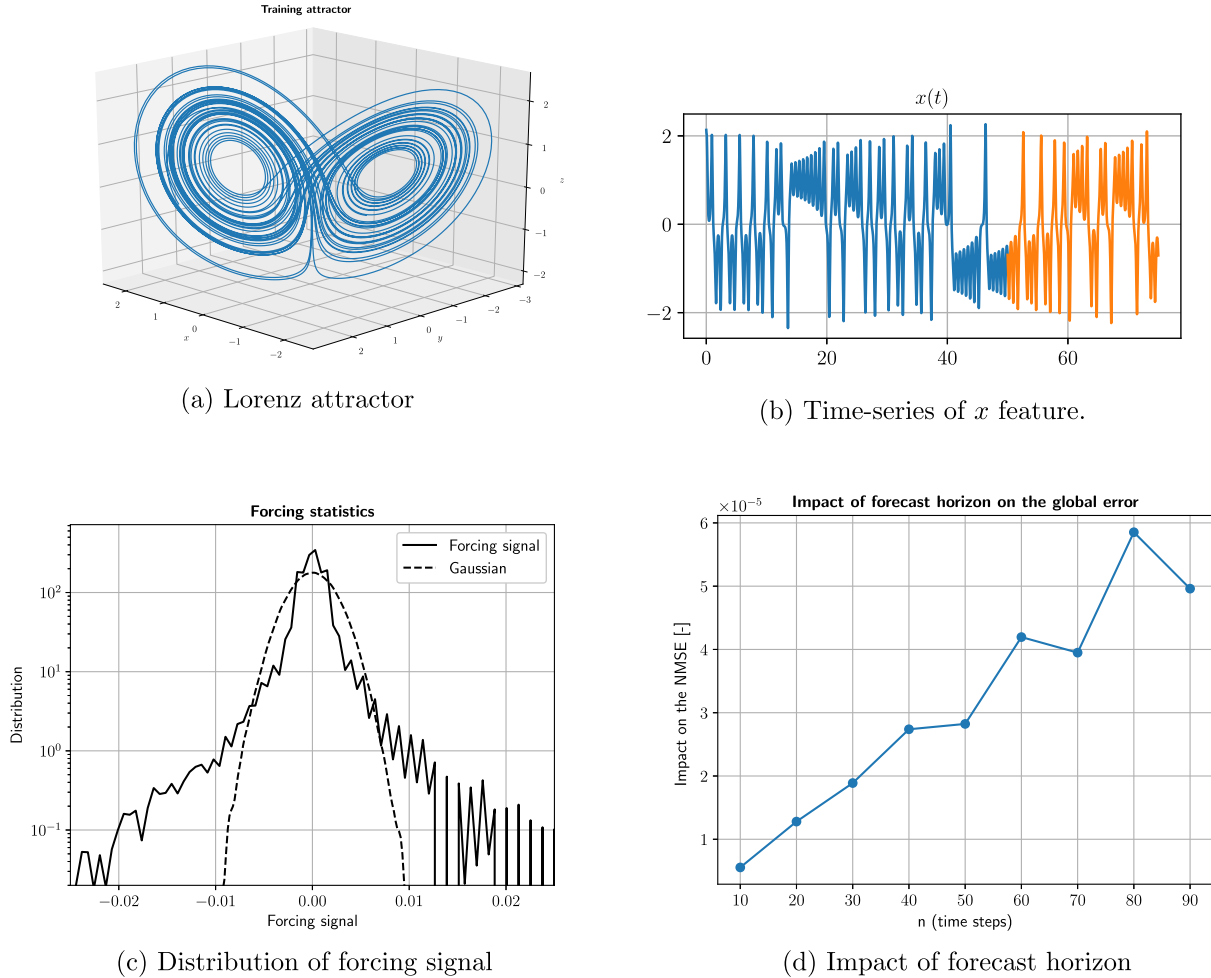 Training attractor
2
1
0
−1
−2
z
2
1
0
−1
−2
x
2
1
0
−1
−2
−3
y
(a) Lorenz attractor
x(t)
2
0
−2
0
20
40
60
(b) Time-series of x feature.
Forcing statistics
Forcing signal
Gaussian
10²
10¹
10⁰
10⁻¹
Distribution
−0.02
−0.01
0.00
0.01
0.02
Forcing signal
(c) Distribution of forcing signal
×10⁻⁵
Impact of forecast horizon on the global error
6
5
4
3
2
1
Impact on the NMSE [-]
10
20
30
40
50
60
70
80
90
n (time steps)
(d) Impact of forecast horizon